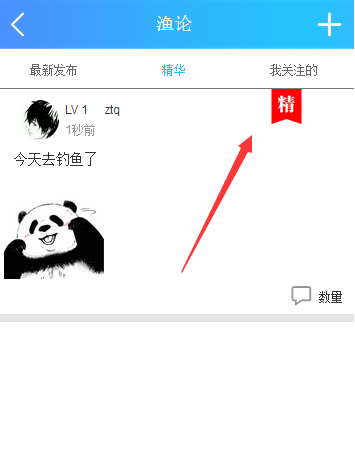 渔论
最新发布 精华 我关注的
LV 1 ztq
精
1秒前
今天去钓鱼了
数量